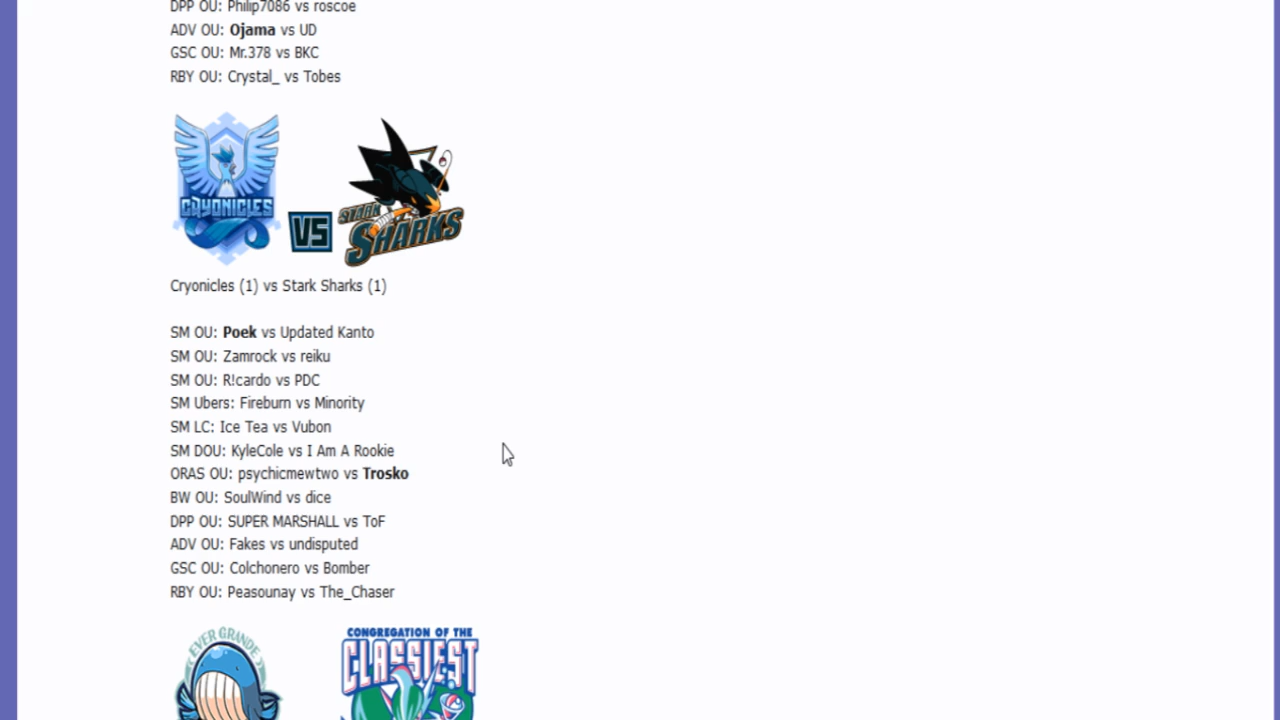 DPP OU: Philip7086 vs roscoe
ADV OU: Ojama vs UD
GSC OU: Mr.378 vs BKC
RBY OU: Crystal_ vs Tobes
CRYONICLES
VS
STARK
SHARKS
Cryonicles (1) vs Stark Sharks (1)
SM OU: Poek vs Updated Kanto
SM OU: Zamrock vs reiku
SM OU: R!cardo vs PDC
SM Ubers: Fireburn vs Minority
SM LC: Ice Tea vs Vubon
SM DOU: KyleCole vs I Am A Rookie
ORAS OU: psychicmewtwo vs Trosko
BW OU: SoulWind vs dice
DPP OU: SUPER MARSHALL vs ToF
ADV OU: Fakes vs undisputed
GSC OU: Colchonero vs Bomber
RBY OU: Peasounay vs The_Chaser
EVER GRANDE
CONGREGATION OF THE
CLASSIEST